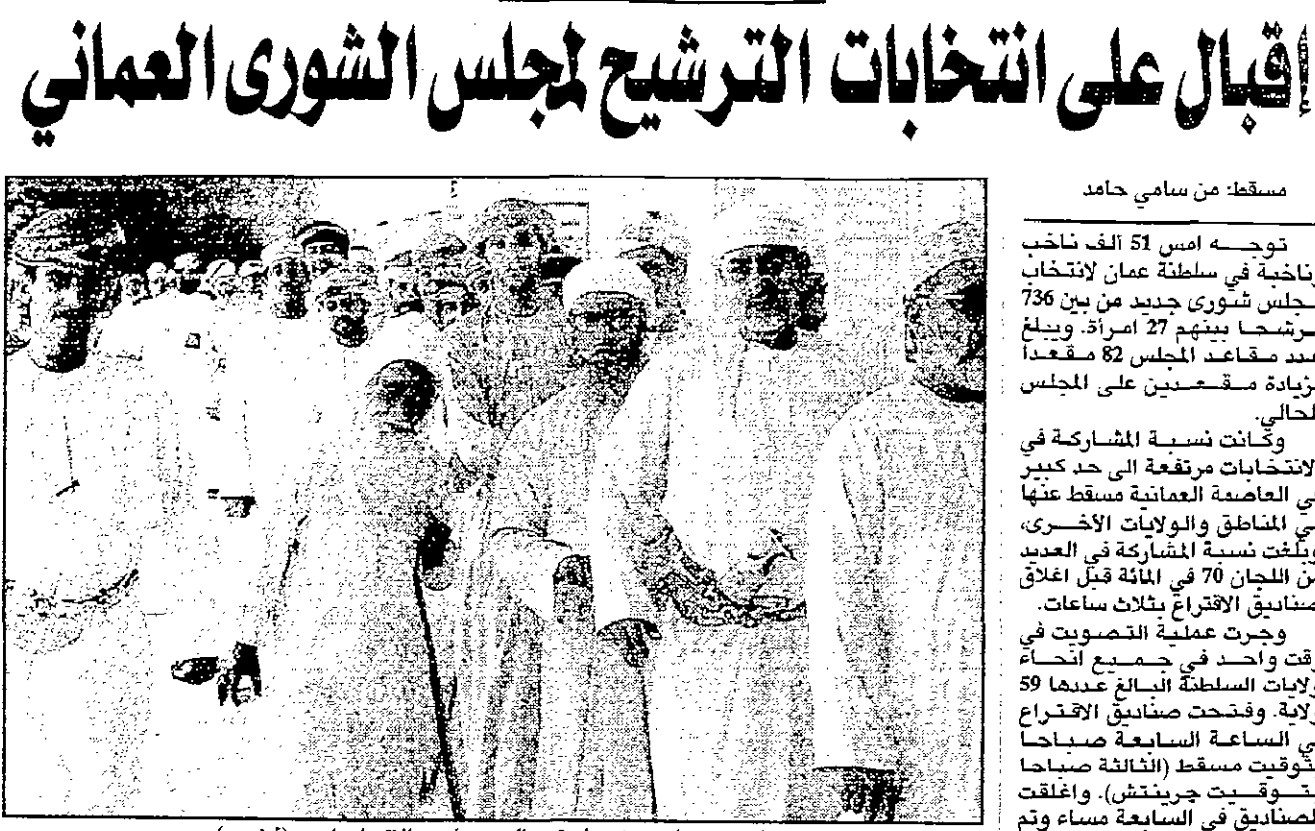 إقبال على انتخابات الترشيح لمجلس الشورى العماني
مسقط: من سامي حامد
توجـــه امس 51 ألف ناخب
وناخبة في سلطنة عمان لانتخاب
مجلس شورى جديد من بين 736
مرشحا بينهم 27 امرأة. ويبلغ
عدد مقاعد المجلس 82 مقعدا
بزيادة مقعدين على المجلس
الحالي.
وكانت نسبة المشاركة في
الانتخابات مرتفعة الى حد كبير
في العاصمة العمانية مسقط عنها
في المناطق والولايات الأخرى،
وبلغت نسبة المشاركة في العديد
من اللجان 70 في المائة قبل اغلاق
صناديق الاقتراع بثلاث ساعات.
وجرت عملية التصويت في
وقت واحد في جميع انحاء
ولايات السلطنة البالغ عددها 59
ولاية. وفتحت صناديق الاقتراع
في الساعة السابعة صباحا
بتوقيت مسقط (الثالثة صباحا
بتوقيت جرينتش). واغلقت
الصناديق في السابعة مساء وتم